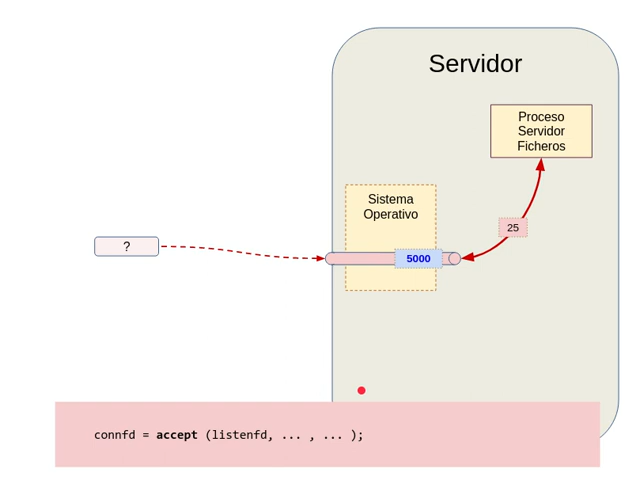 Servidor
Proceso
Servidor
Ficheros
Sistema
Operativo
25
?
5000
connfd = accept (listenfd, ... , ... );